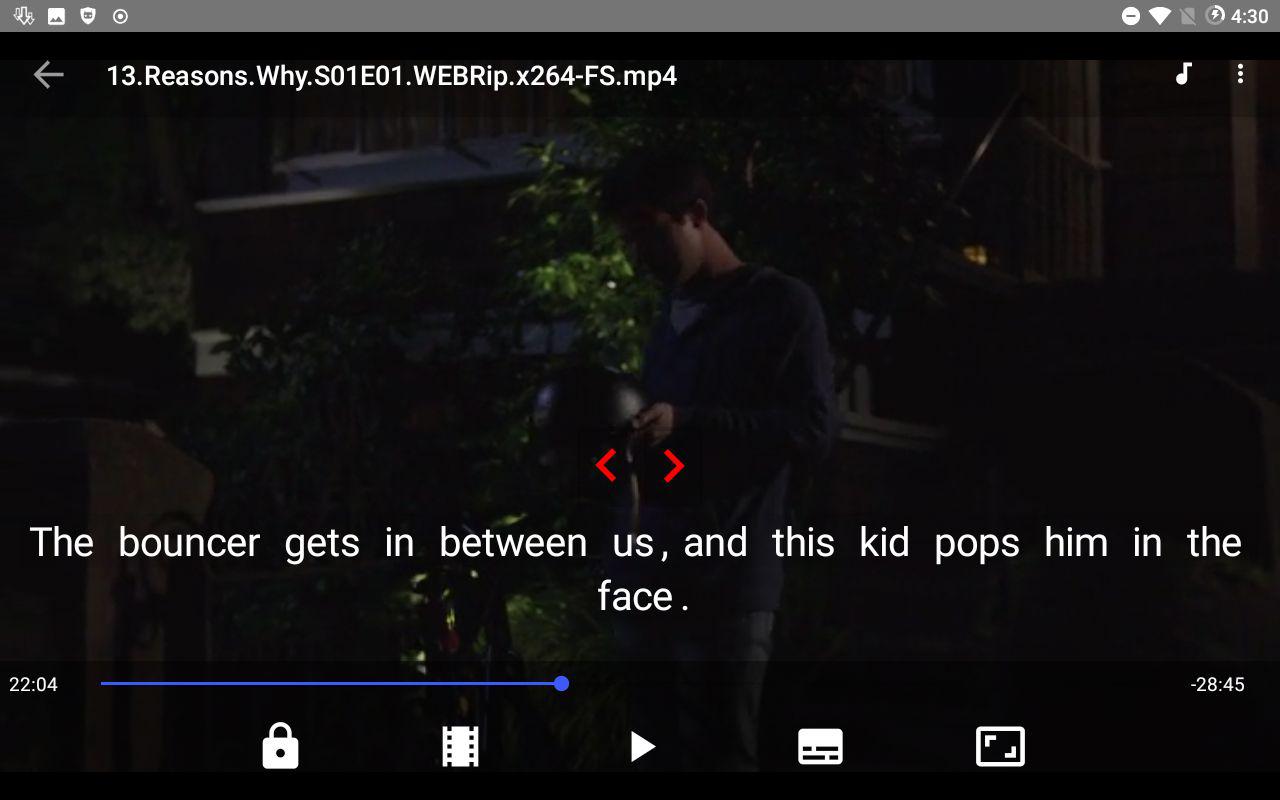 4:30
13.Reasons.Why.S01E01.WEBRip.x264-FS.mp4
The bouncer gets in between us, and this kid pops him in the
face.
22:04
-28:45